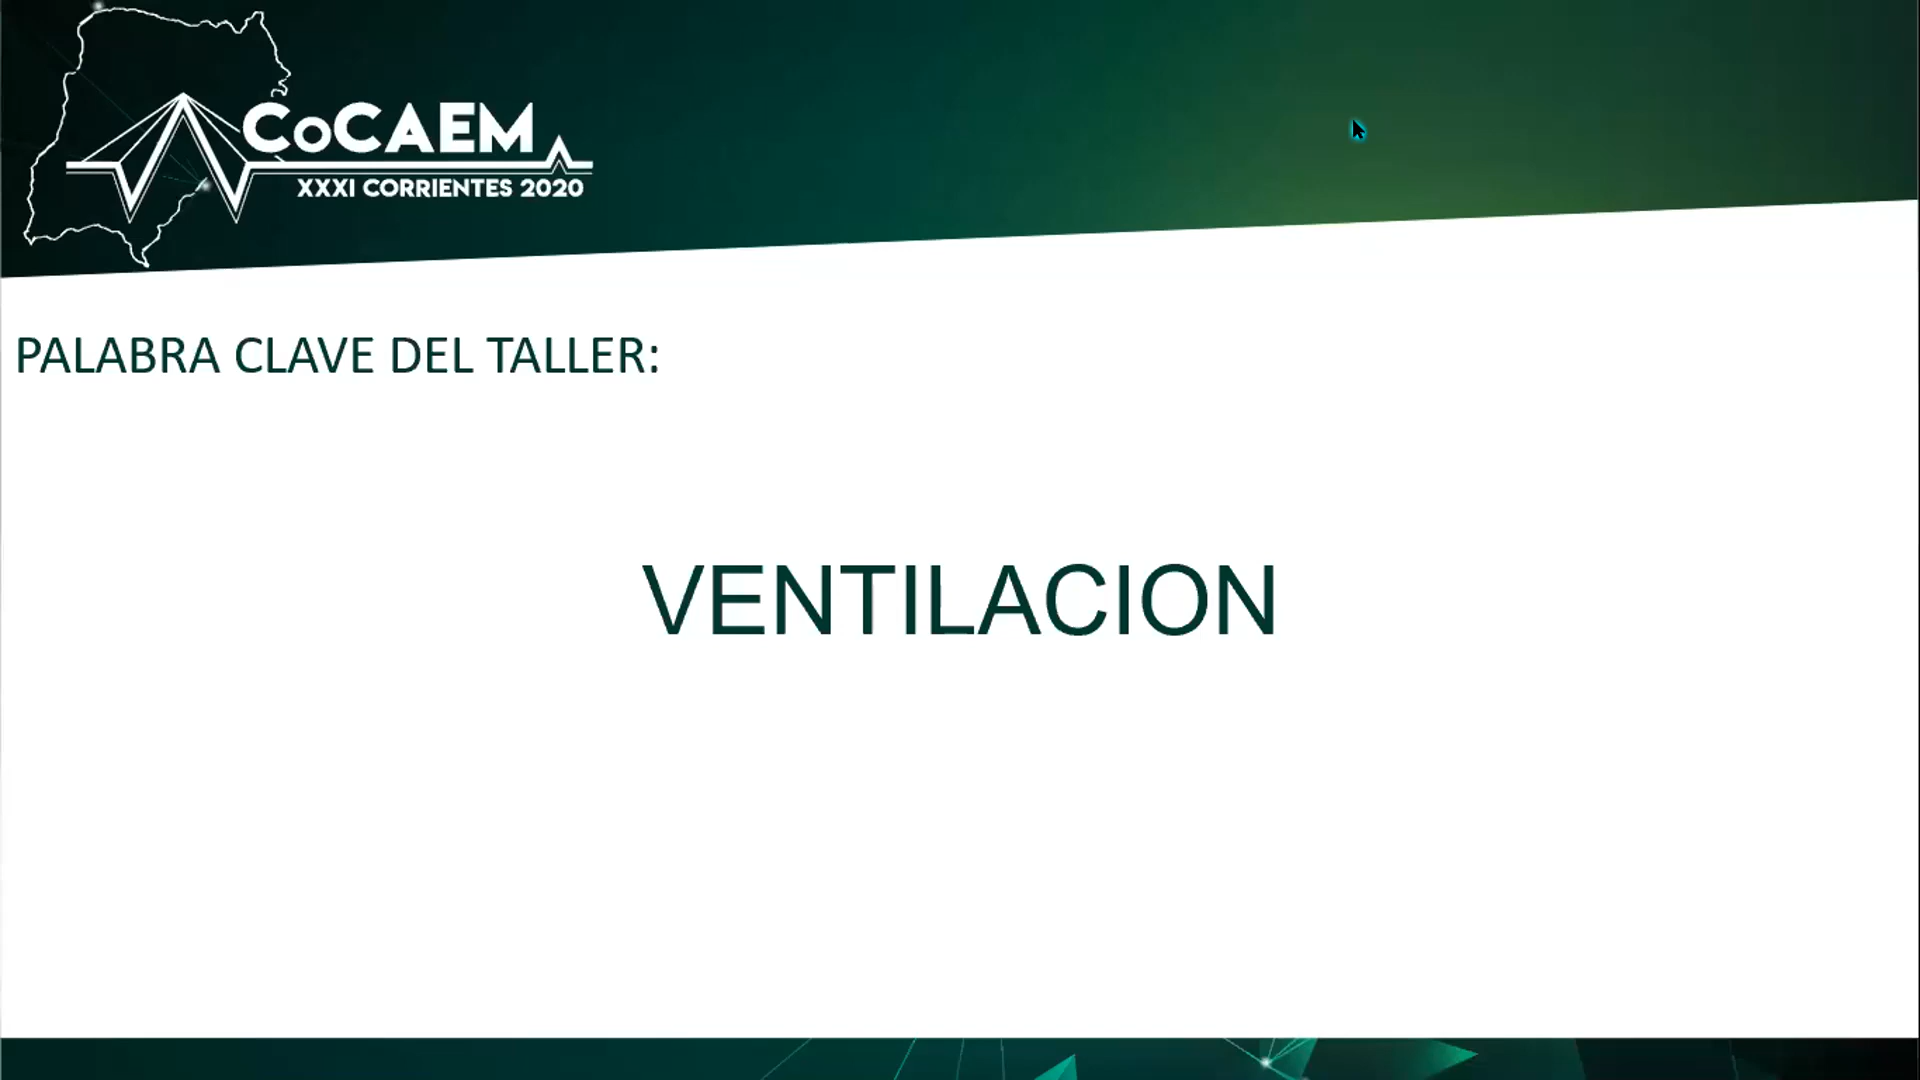 CoCAEM
XXXI CORRIENTES 2020
PALABRA CLAVE DEL TALLER:
VENTILACION